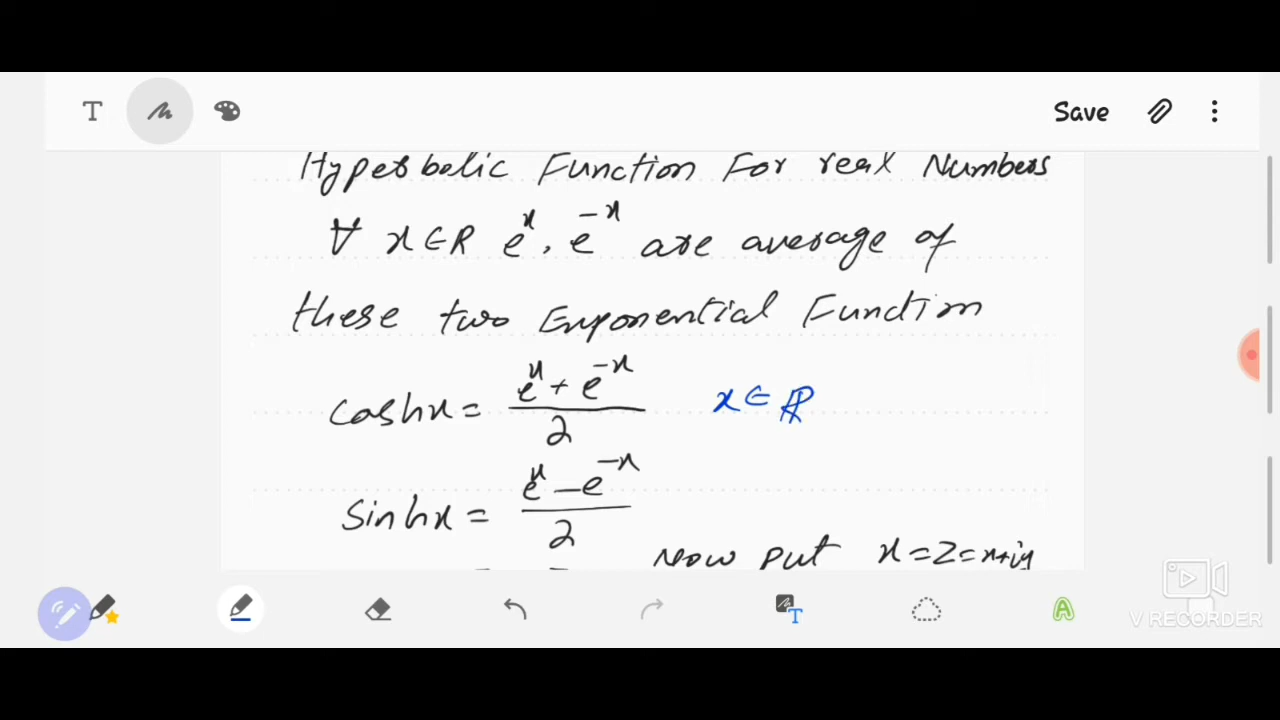 T
Save
Hyperbolic Function For real Numbers
∀ x ∈ R e^x, e^-x are average of
these two Exponential Function
Coshx = (e^x + e^-x)/2 x ∈ ℝ
Sinhx = (e^x - e^-x)/2
Now put x = z = x+iy
T
A
V RECORDER